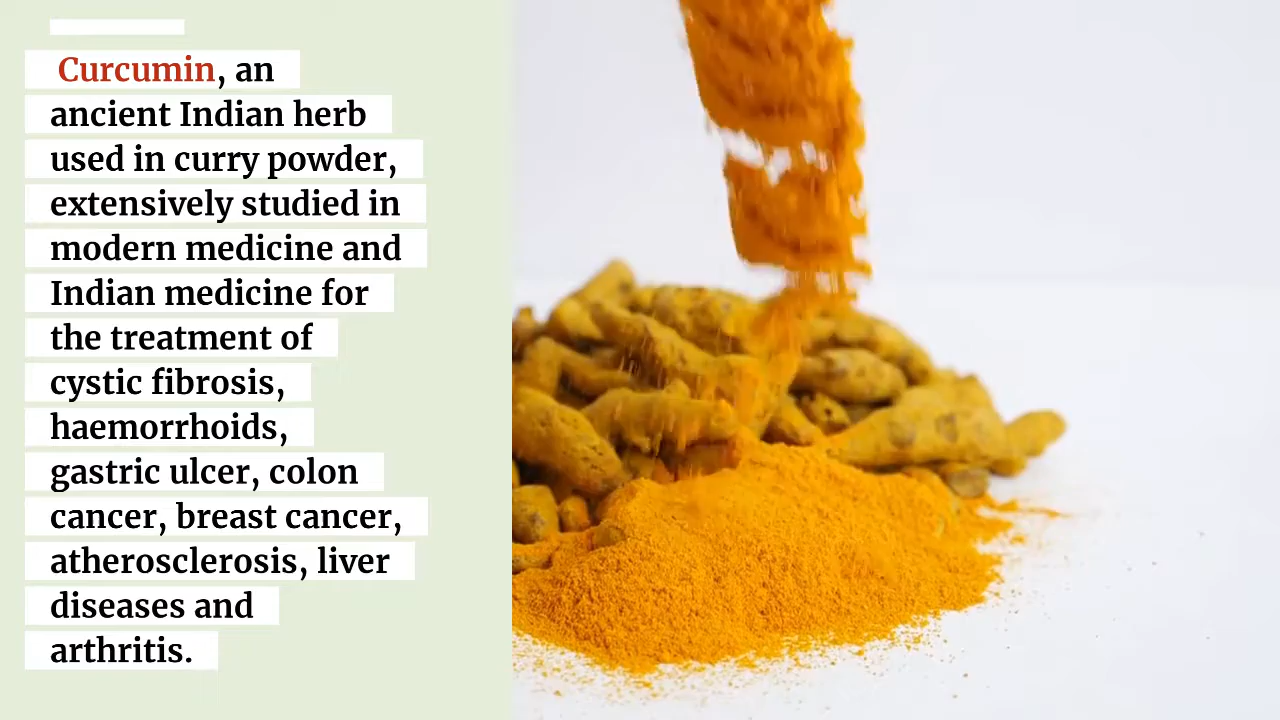 Curcumin, an
ancient Indian herb
used in curry powder,
extensively studied in
modern medicine and
Indian medicine for
the treatment of
cystic fibrosis,
haemorrhoids,
gastric ulcer, colon
cancer, breast cancer,
atherosclerosis, liver
diseases and
arthritis.